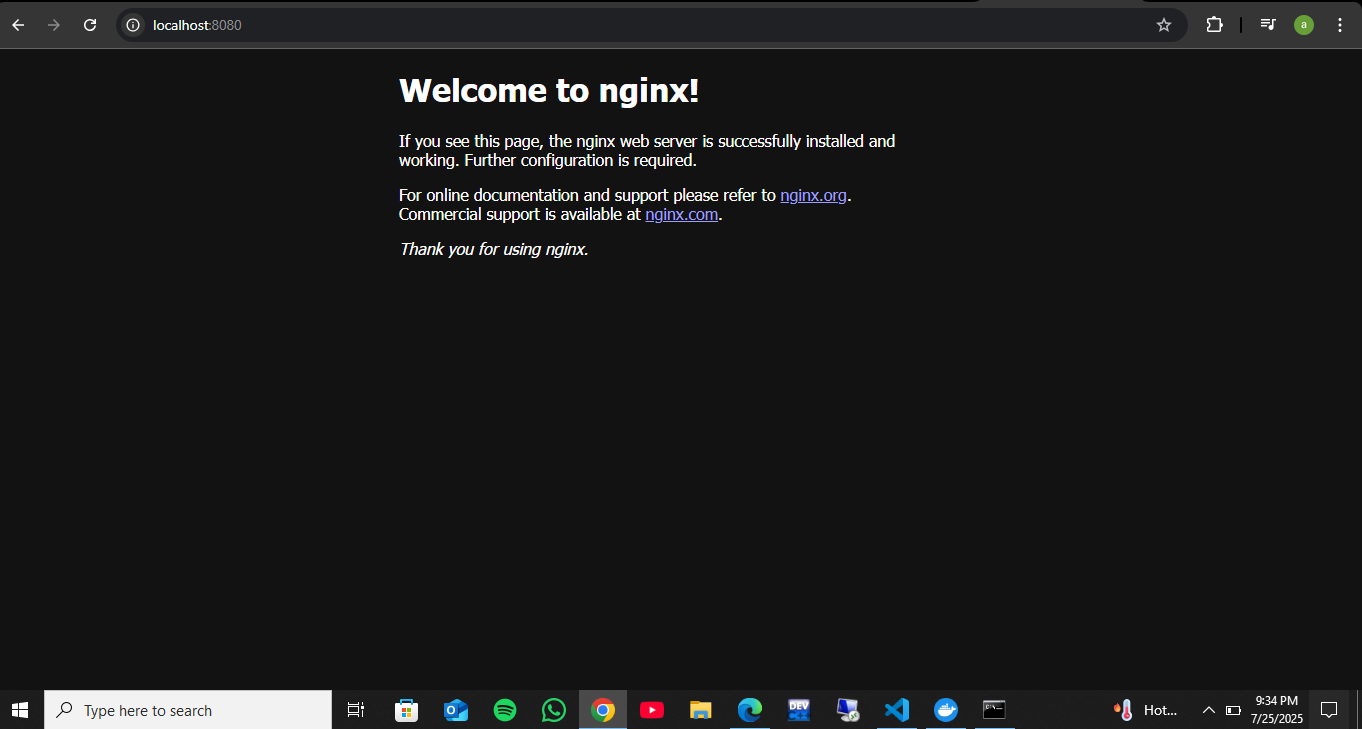 localhost:8080
a
Welcome to nginx!
If you see this page, the nginx web server is successfully installed and
working. Further configuration is required.
For online documentation and support please refer to nginx.org.
Commercial support is available at nginx.com.
Thank you for using nginx.
Type here to search
DEV
C++
Hot...
9:34 PM
7/25/2025